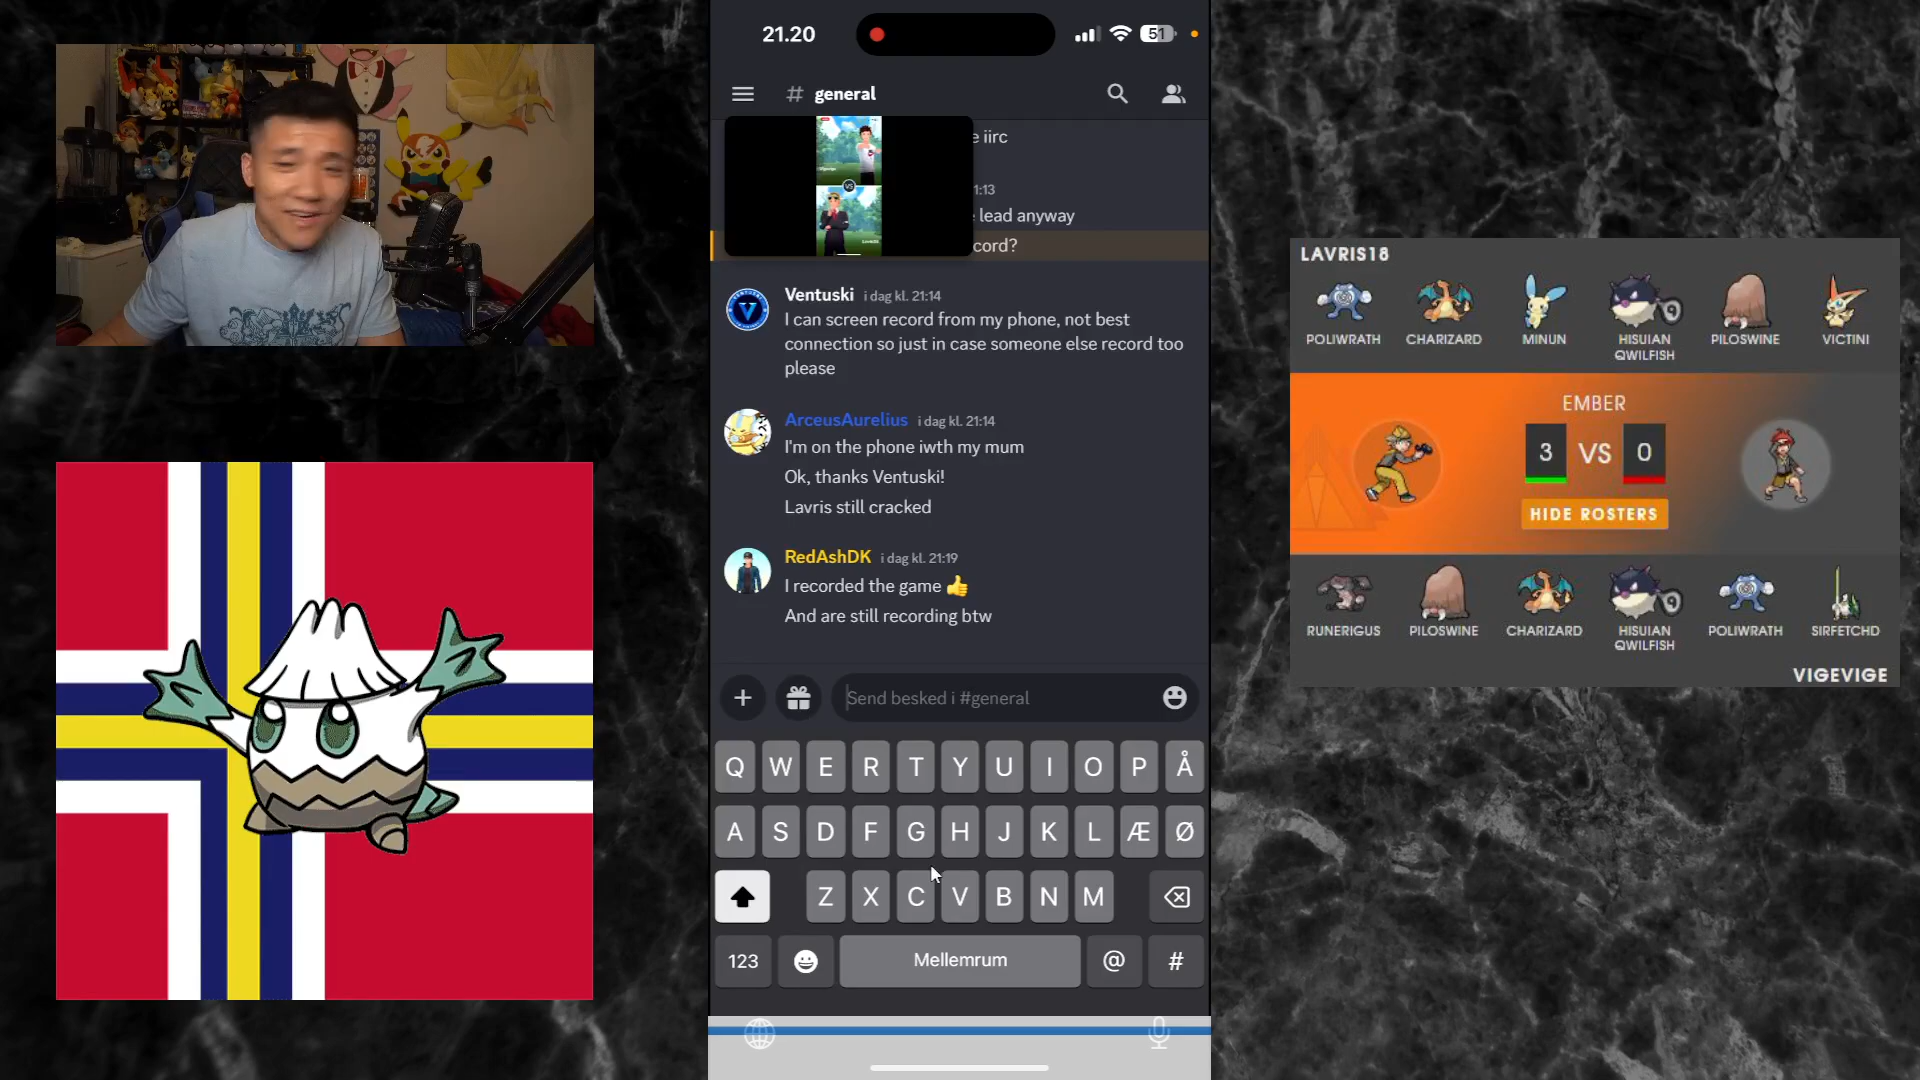 21.20
51
# general
e iirc
1:13
lead anyway
cord?
VS
Ventuski i dag kl. 21:14
I can screen record from my phone, not best
connection so just in case someone else record too
please
ArceusAurelius i dag kl. 21:14
I'm on the phone iwth my mum
Ok, thanks Ventuski!
Lavris still cracked
RedAshDK i dag kl. 21:19
I recorded the game 👍
And are still recording btw
Send besked i #general
Q W E R T Y U I O P Å
A S D F G H J K L Æ Ø
Z X C V B N M
123 Mellemrum @ #
LAVRIS18
POLIWRATH CHARIZARD MINUN HISUIAN QWILFISH PILOSWINE VICTINI
EMBER
3 VS 0
HIDE ROSTERS
RUNERIGUS PILOSWINE CHARIZARD HISUIAN QWILFISH POLIWRATH SIRFETCHD
VIGEVIGE